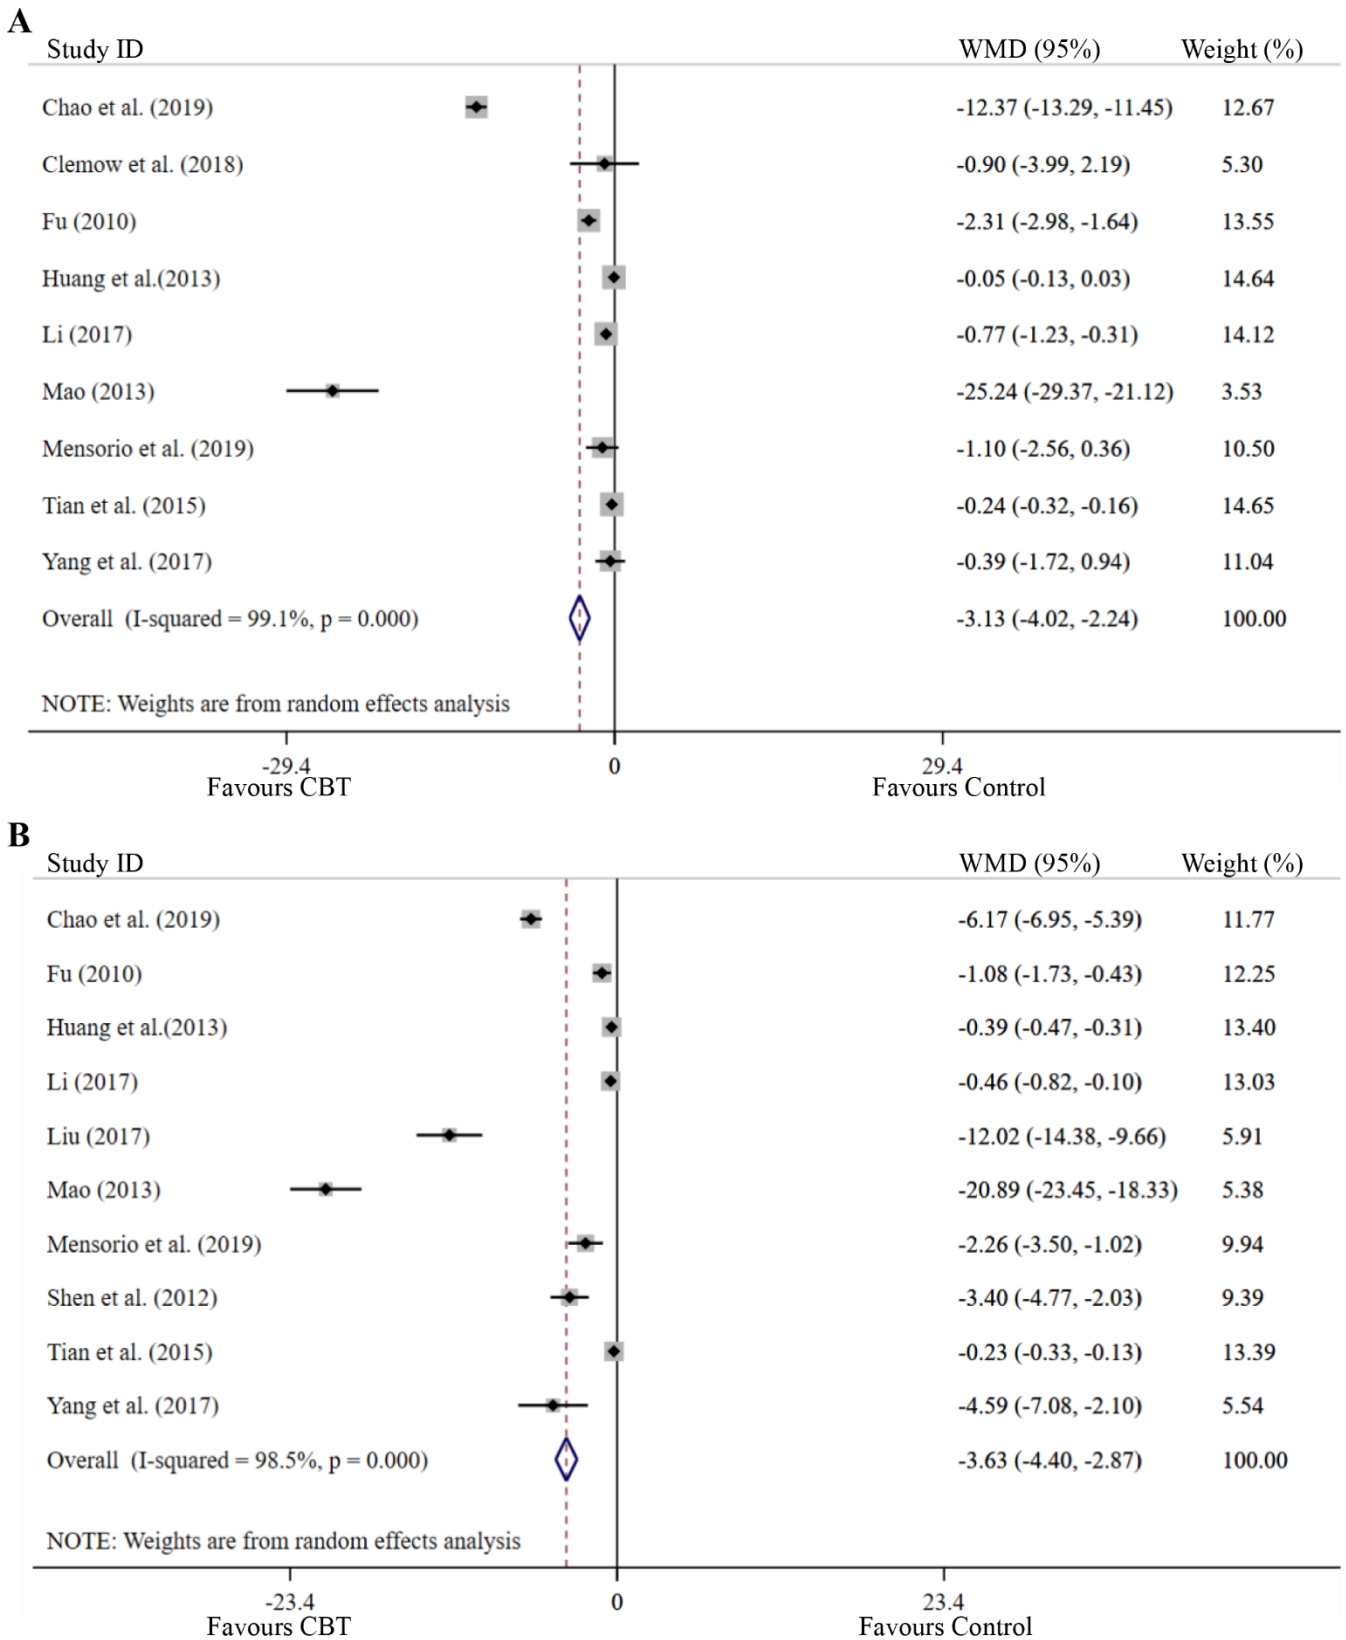 A
Study ID WMD (95%) Weight (%)
Chao et al. (2019) -12.37 (-13.29, -11.45) 12.67
Clemow et al. (2018) -0.90 (-3.99, 2.19) 5.30
Fu (2010) -2.31 (-2.98, -1.64) 13.55
Huang et al.(2013) -0.05 (-0.13, 0.03) 14.64
Li (2017) -0.77 (-1.23, -0.31) 14.12
Mao (2013) -25.24 (-29.37, -21.12) 3.53
Mensorio et al. (2019) -1.10 (-2.56, 0.36) 10.50
Tian et al. (2015) -0.24 (-0.32, -0.16) 14.65
Yang et al. (2017) -0.39 (-1.72, 0.94) 11.04
Overall (I-squared = 99.1%, p = 0.000) -3.13 (-4.02, -2.24) 100.00
NOTE: Weights are from random effects analysis
-29.4 0 29.4
Favours CBT Favours Control
B
Study ID WMD (95%) Weight (%)
Chao et al. (2019) -6.17 (-6.95, -5.39) 11.77
Fu (2010) -1.08 (-1.73, -0.43) 12.25
Huang et al.(2013) -0.39 (-0.47, -0.31) 13.40
Li (2017) -0.46 (-0.82, -0.10) 13.03
Liu (2017) -12.02 (-14.38, -9.66) 5.91
Mao (2013) -20.89 (-23.45, -18.33) 5.38
Mensorio et al. (2019) -2.26 (-3.50, -1.02) 9.94
Shen et al. (2012) -3.40 (-4.77, -2.03) 9.39
Tian et al. (2015) -0.23 (-0.33, -0.13) 13.39
Yang et al. (2017) -4.59 (-7.08, -2.10) 5.54
Overall (I-squared = 98.5%, p = 0.000) -3.63 (-4.40, -2.87) 100.00
NOTE: Weights are from random effects analysis
-23.4 0 23.4
Favours CBT Favours Control